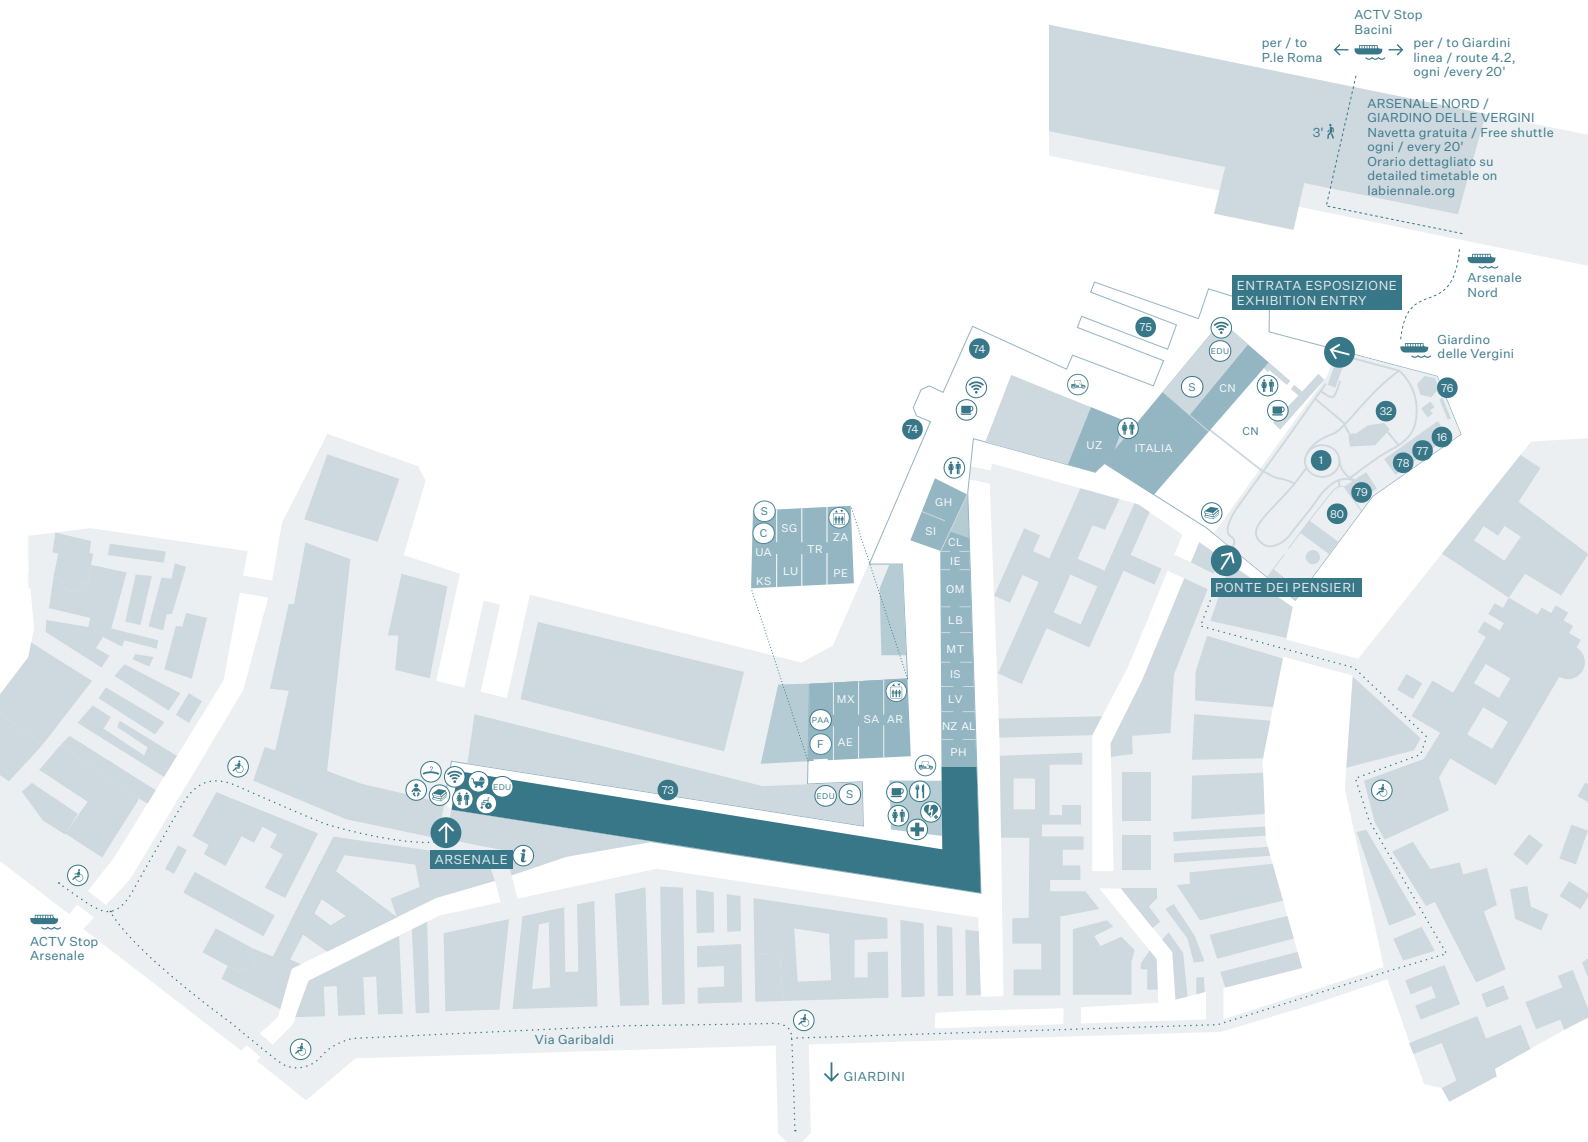 ACTV Stop
Bacini
per / to
P.le Roma
per / to Giardini
linea / route 4.2,
ogni /every 20'
ARSENALE NORD /
GIARDINO DELLE VERGINI
Navetta gratuita / Free shuttle
ogni / every 20'
Orario dettagliato su
detailed timetable on
labiennale.org
3'
Arsenale
Nord
ENTRATA ESPOSIZIONE
EXHIBITION ENTRY
Giardino
delle Vergini
75
74
EDU
S
CN
76
32
74
CN
16
77
78
UZ
ITALIA
1
79
80
GH
SI
CL
IE
OM
LB
MT
IS
LV
NZ AL
PH
S
C
SG
ZA
UA
TR
KS
LU
PE
PONTE DEI PENSIERI
MX
PAA
SA
AR
F
AE
73
?
EDU
EDU
S
ARSENALE
i
ACTV Stop
Arsenale
Via Garibaldi
GIARDINI